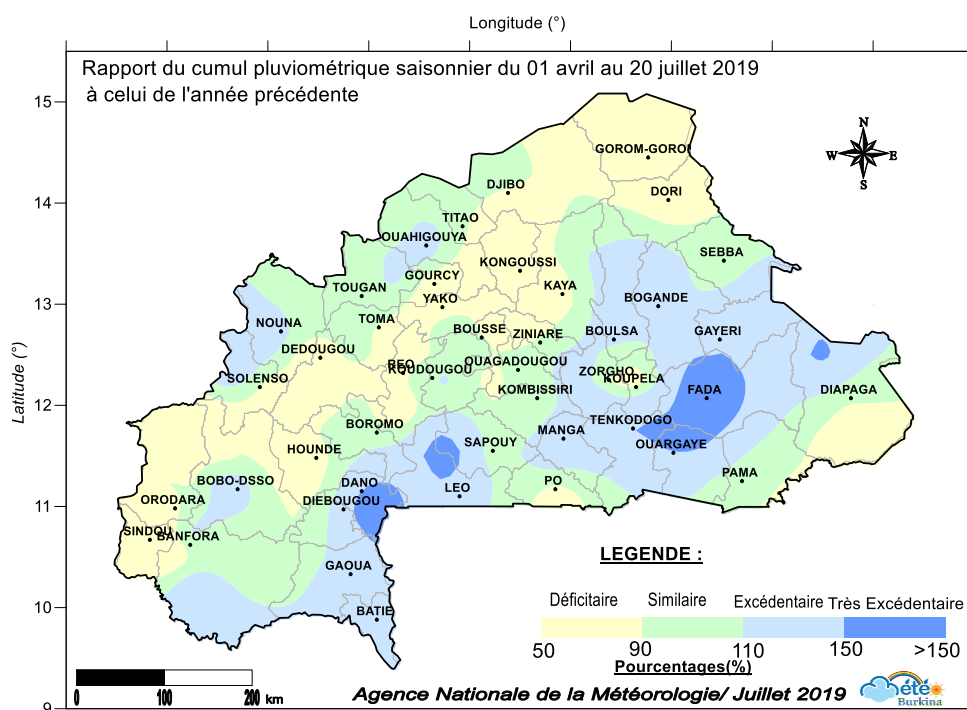 Longitude (°)
Rapport du cumul pluviométrique saisonnier du 01 avril au 20 juillet 2019
à celui de l'année précédente
15
14
13
12
11
10
9
Latitude (°)
N
W
E
S
GOROM-GOROI
DJIBO
DORI
TITAO
OUAHIGOUYA
SEBBA
KONGOUSSI
GOURCY
TOUGAN
KAYA
YAKO
BOGANDE
NOUNA
TOMA
BOUSSE
ZINIARE
BOULSA
GAYERI
DEDOUGOU
REO
KOUDOUGOU
OUAGADOUGOU
SOLENSO
ZORGHO
KOUPELA
KOMBISSIRI
FADA
DIAPAGA
BOROMO
MANGA
TENKODOGO
HOUNDE
SAPOUY
OUARGAYE
BOBO-DSSO
DANO
LEO
PO
PAMA
ORODARA
DIEBOUGOU
SINDOU
BANFORA
GAOUA
BATIE
LEGENDE :
Déficitaire Similaire Excédentaire Très Excédentaire
50 90 110 150 >150
Pourcentages(%)
0 100 200 km
Agence Nationale de la Météorologie/ Juillet 2019
météo
Burkina